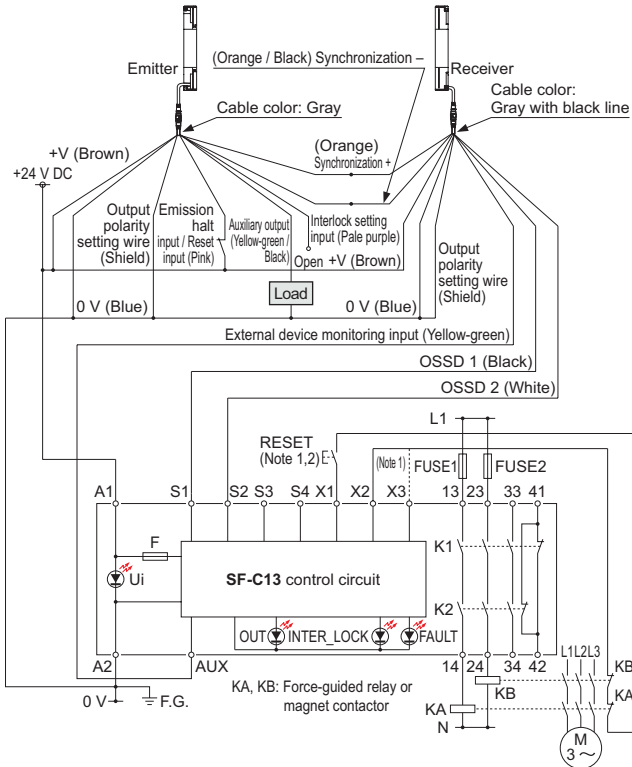 Emitter
(Orange / Black) Synchronization –
Receiver
Cable color: Gray
Cable color:
Gray with black line
+V (Brown)
+24 V DC
(Orange)
Synchronization +
Output
polarity
setting wire
(Shield)
Emission
halt
input / Reset
input (Pink)
Auxiliary output
(Yellow-green /
Black)
Interlock setting
input (Pale purple)
Open
+V (Brown)
Output
polarity
setting wire
(Shield)
Load
0 V (Blue)
0 V (Blue)
External device monitoring input (Yellow-green)
OSSD 1 (Black)
OSSD 2 (White)
L1
RESET
(Note 1,2)
(Note 1)
FUSE1
FUSE2
A1
S1
S2
S3
S4
X1
X2
X3
13
23
33
41
F
Ui
SF-C13 control circuit
K1
K2
OUT
INTER_LOCK
FAULT
A2
AUX
14
24
34
42
0 V
F.G.
KA, KB: Force-guided relay or
magnet contactor
KB
KA
N
L1
L2
L3
KB
KA
M
3 ~